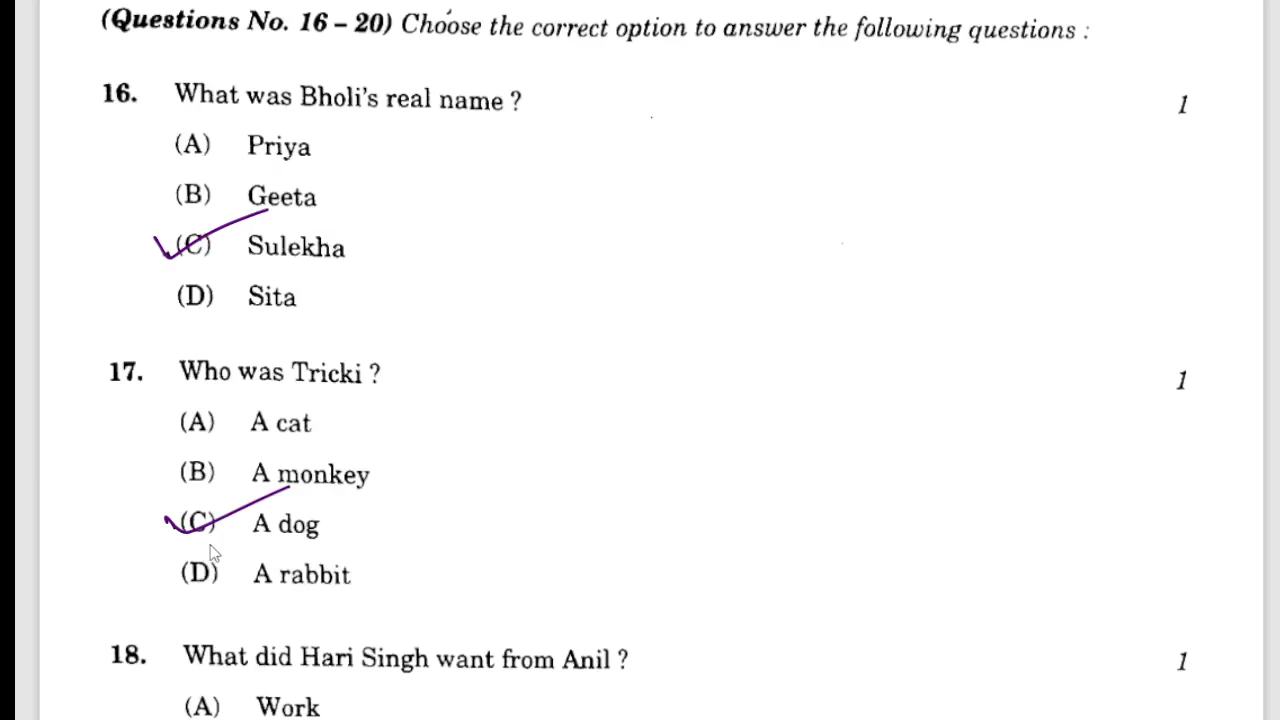 (Questions No. 16 – 20) Choose the correct option to answer the following questions :
16. What was Bholi's real name ? 1
(A) Priya
(B) Geeta
(C) Sulekha
(D) Sita
17. Who was Tricki ? 1
(A) A cat
(B) A monkey
(C) A dog
(D) A rabbit
18. What did Hari Singh want from Anil ? 1
(A) Work